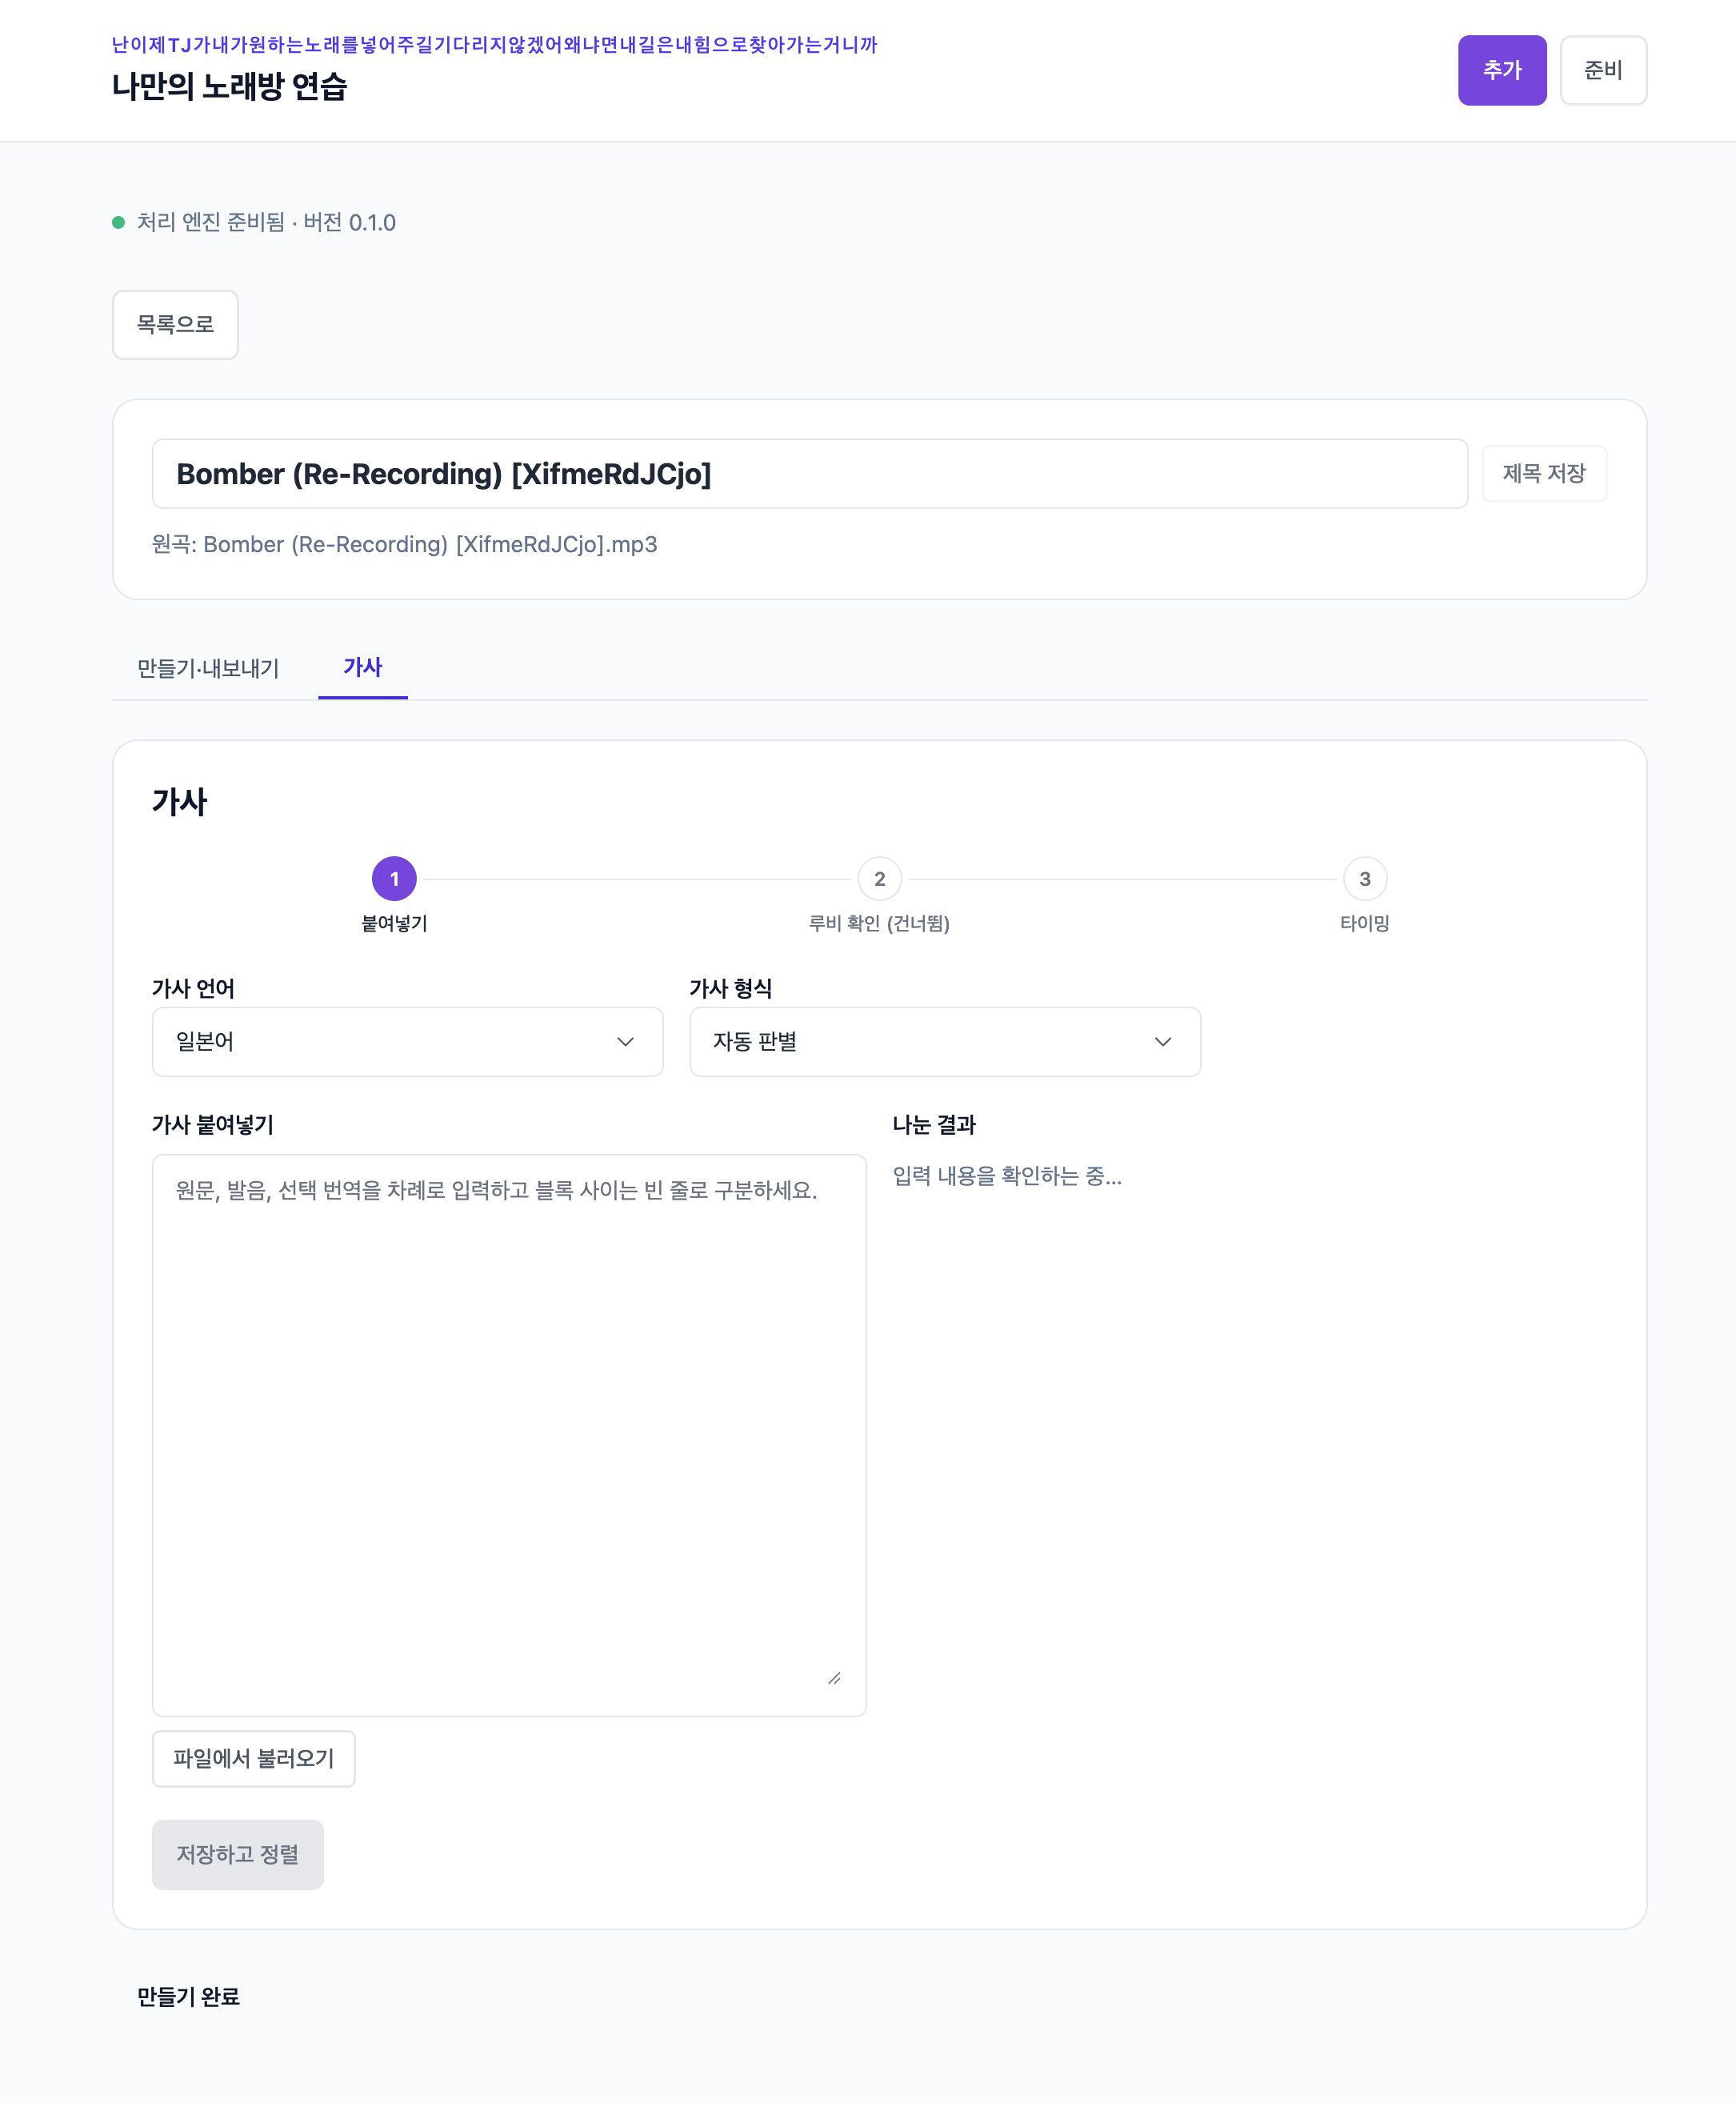 난이제TJ가내가원하는노래를넣어주길기다리지않겠어왜냐면내길은내힘으로찾아가는거니까
나만의 노래방 연습
추가
준비
처리 엔진 준비됨 · 버전 0.1.0
목록으로
Bomber (Re-Recording) [XifmeRdJCjo]
제목 저장
원곡: Bomber (Re-Recording) [XifmeRdJCjo].mp3
만들기·내보내기
가사
가사
1
2
3
붙여넣기
루비 확인 (건너뜀)
타이밍
가사 언어
가사 형식
일본어
자동 판별
가사 붙여넣기
나눈 결과
원문, 발음, 선택 번역을 차례로 입력하고 블록 사이는 빈 줄로 구분하세요.
입력 내용을 확인하는 중...
파일에서 불러오기
저장하고 정렬
만들기 완료